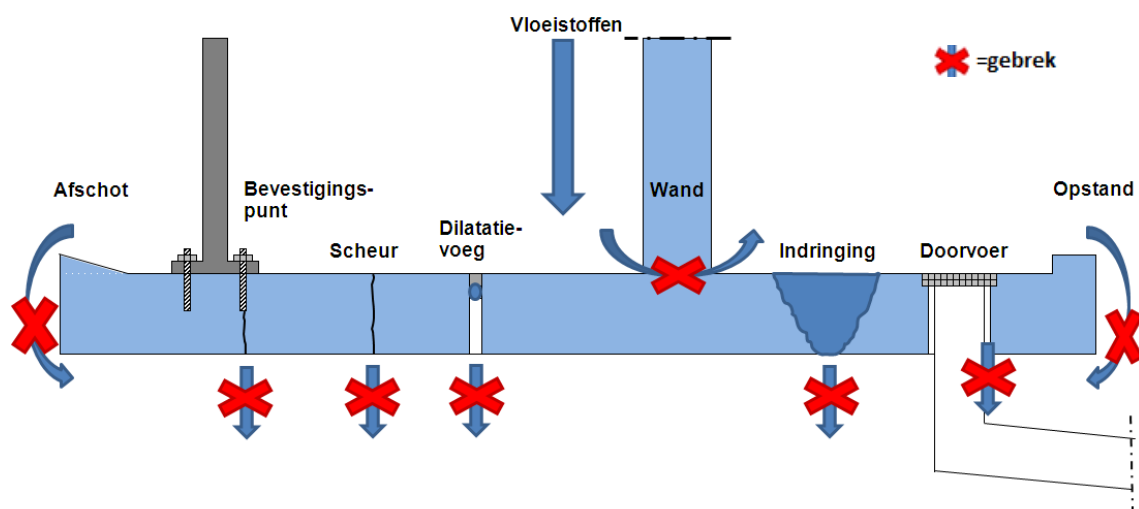 Vloeistoffen
=gebrek
Afschot
Bevestigings-
punt
Scheur
Dilatatie-
voeg
Wand
Indringing
Doorvoer
Opstand